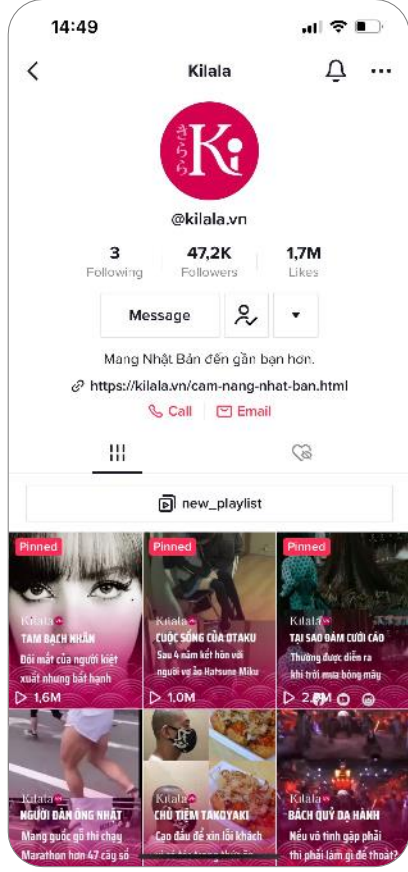 14:49
Kilala
きらら
Ki
@kilala.vn
3
47,2K
1,7M
Following
Followers
Likes
Message
Mang Nhật Bản đến gần bạn hơn.
https://kilala.vn/cam-nang-nhat-ban.html
Call
Email
new_playlist
Pinned
Kilala
TAM BẠCH NHÃN
Đôi mắt của người kiệt
xuất nhưng bất hạnh
1,6M
Pinned
Kilala
CUỘC SỐNG CỦA OTAKU
Sau 4 năm kết hôn với
người vợ ảo Hatsune Miku
1,0M
Pinned
Kilala
TẠI SAO ĐÁM CƯỚI CÁO
Thường được diễn ra
khi trời mưa bóng mây
Kilala
NGƯỜI ĐÀN ÔNG NHẬT
Mang guốc gỗ thi chạy
Marathon hơn 47 cây số
Kilala
CHỦ TIỆM TAKOYAKI
Cạo đầu để xin lỗi khách
Kilala
BÁCH QUỶ DẠ HÀNH
Nếu vô tình gặp phải
thì phải làm gì để thoát?